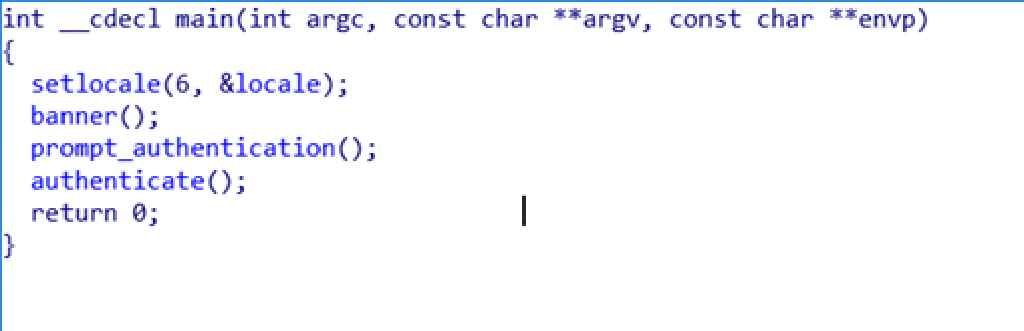 int __cdecl main(int argc, const char **argv, const char **envp)
{
  setlocale(6, &locale);
  banner();
  prompt_authentication();
  authenticate();
  return 0;
}